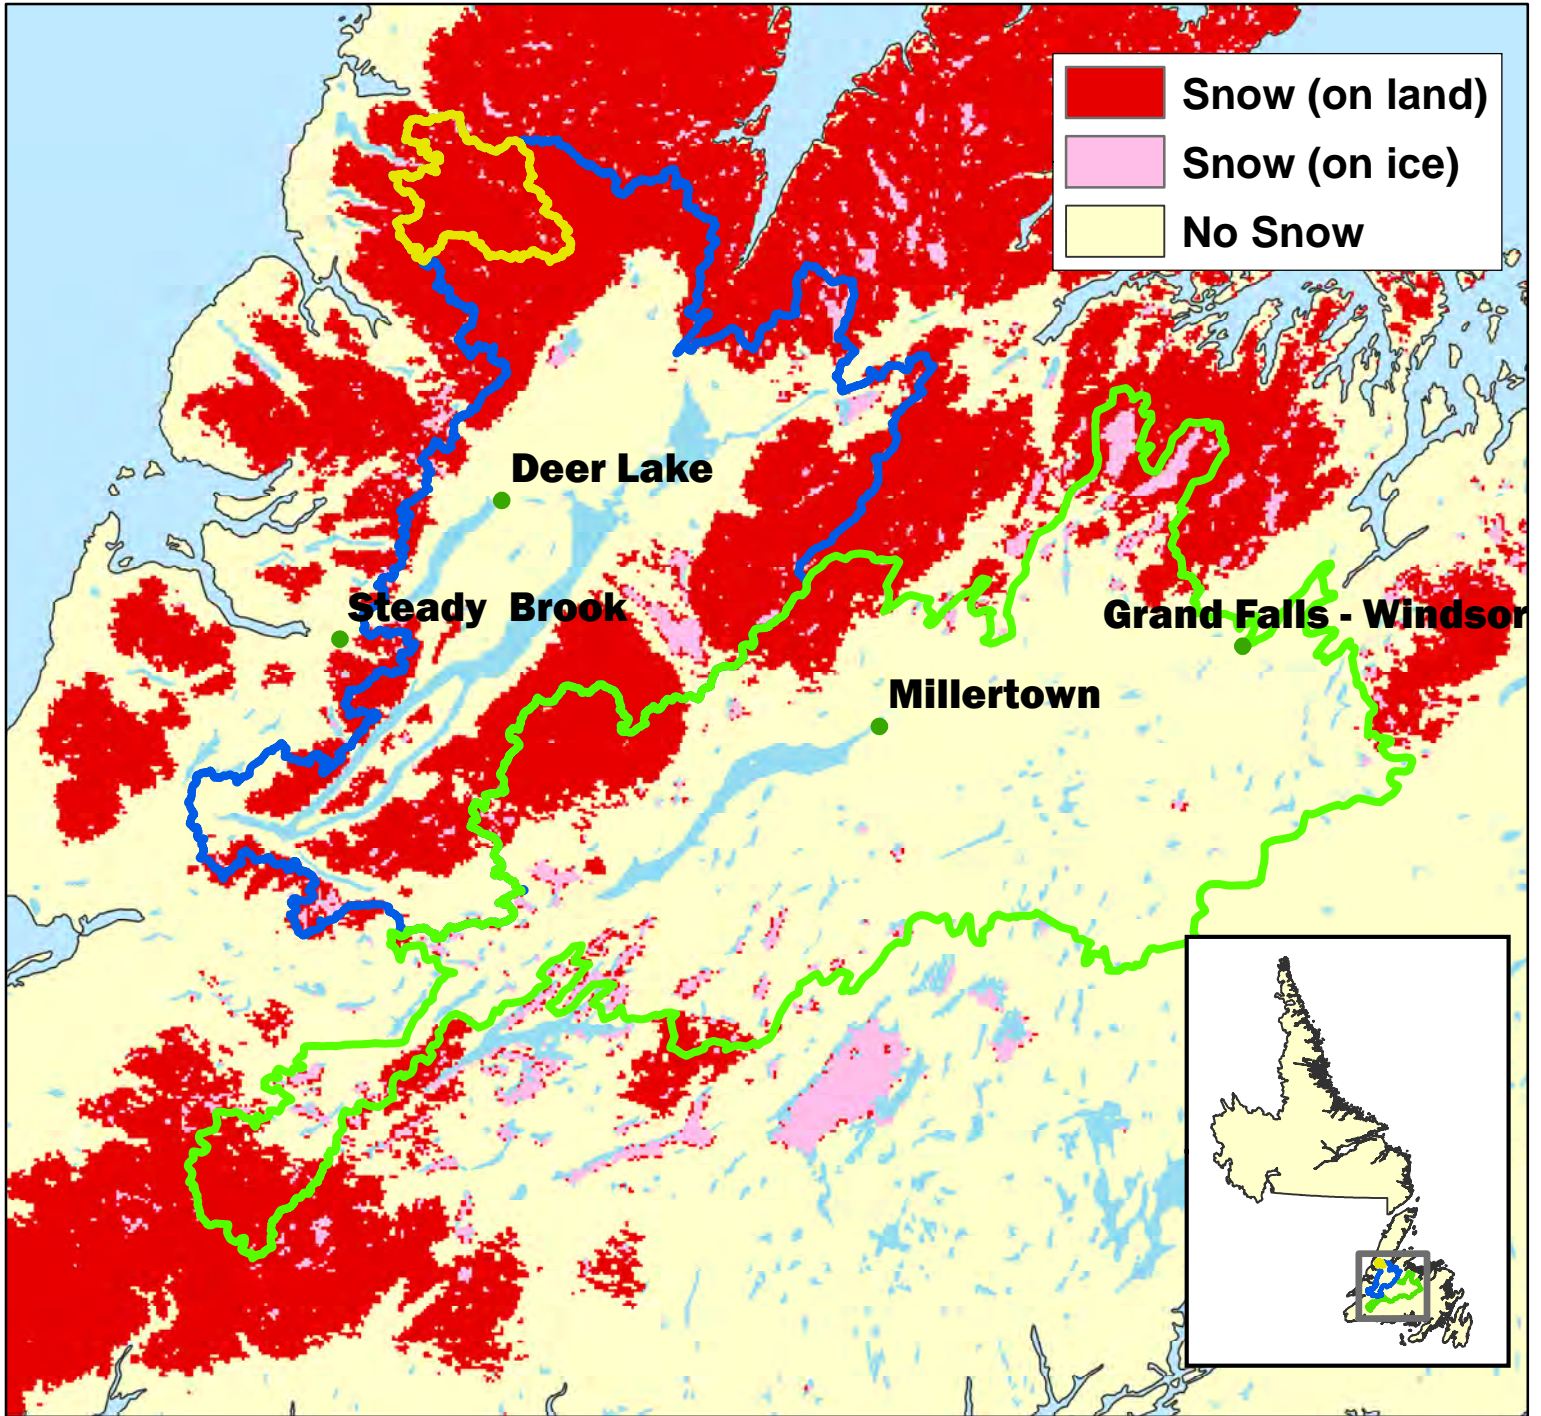 Snow (on land)
Snow (on ice)
No Snow
Deer Lake
Steady Brook
Grand Falls - Windsor
Millertown